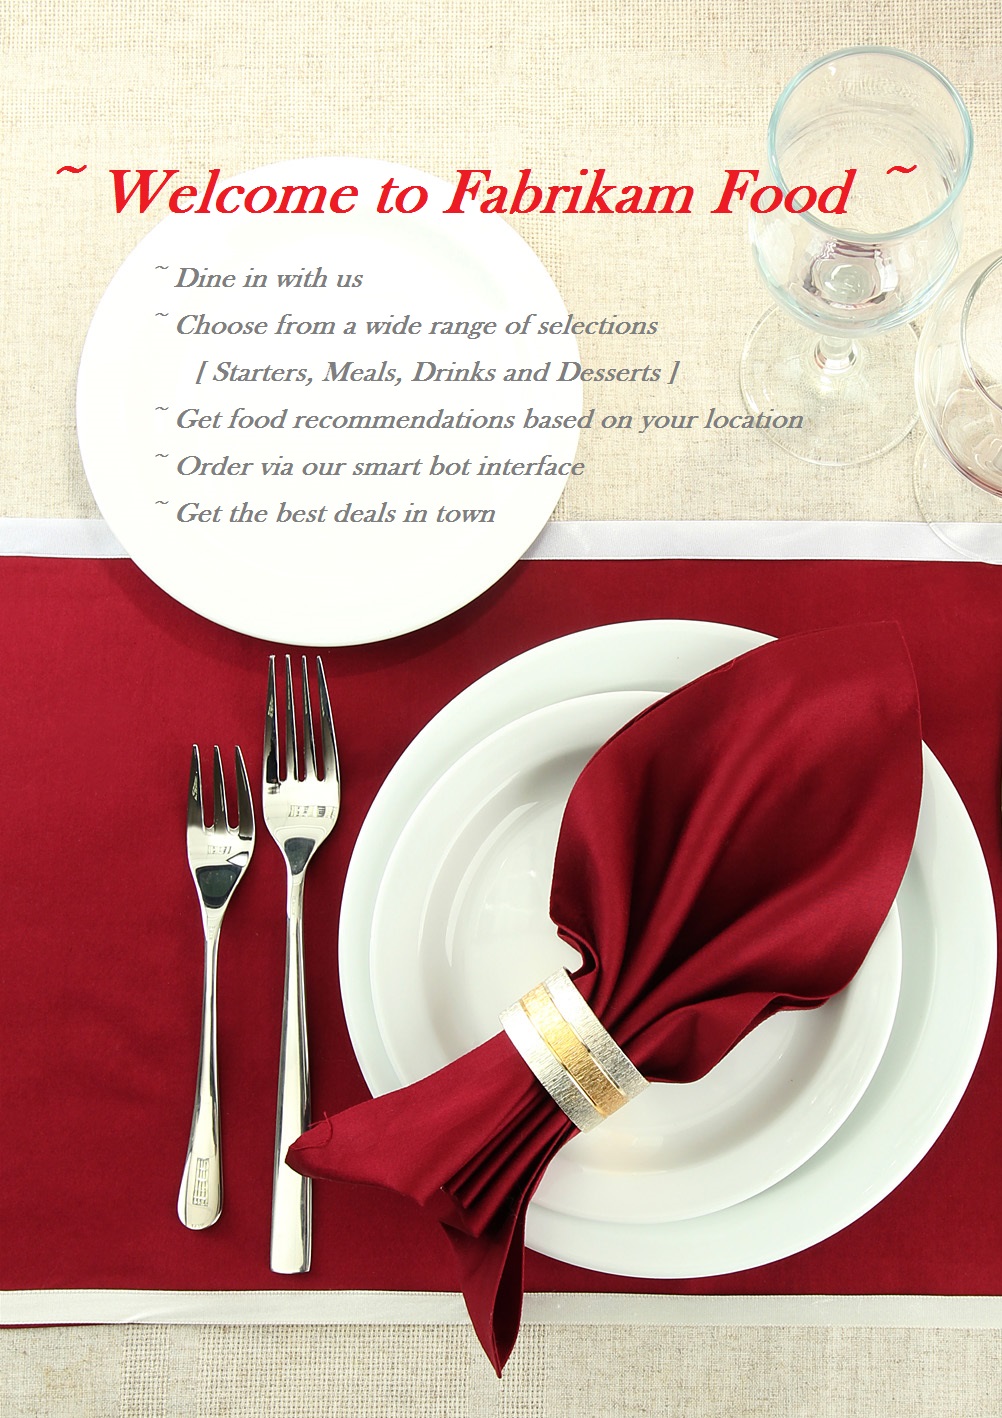 ~ Welcome to Fabrikam Food ~
~ Dine in with us
~ Choose from a wide range of selections
[ Starters, Meals, Drinks and Desserts ]
~ Get food recommendations based on your location
~ Order via our smart bot interface
~ Get the best deals in town